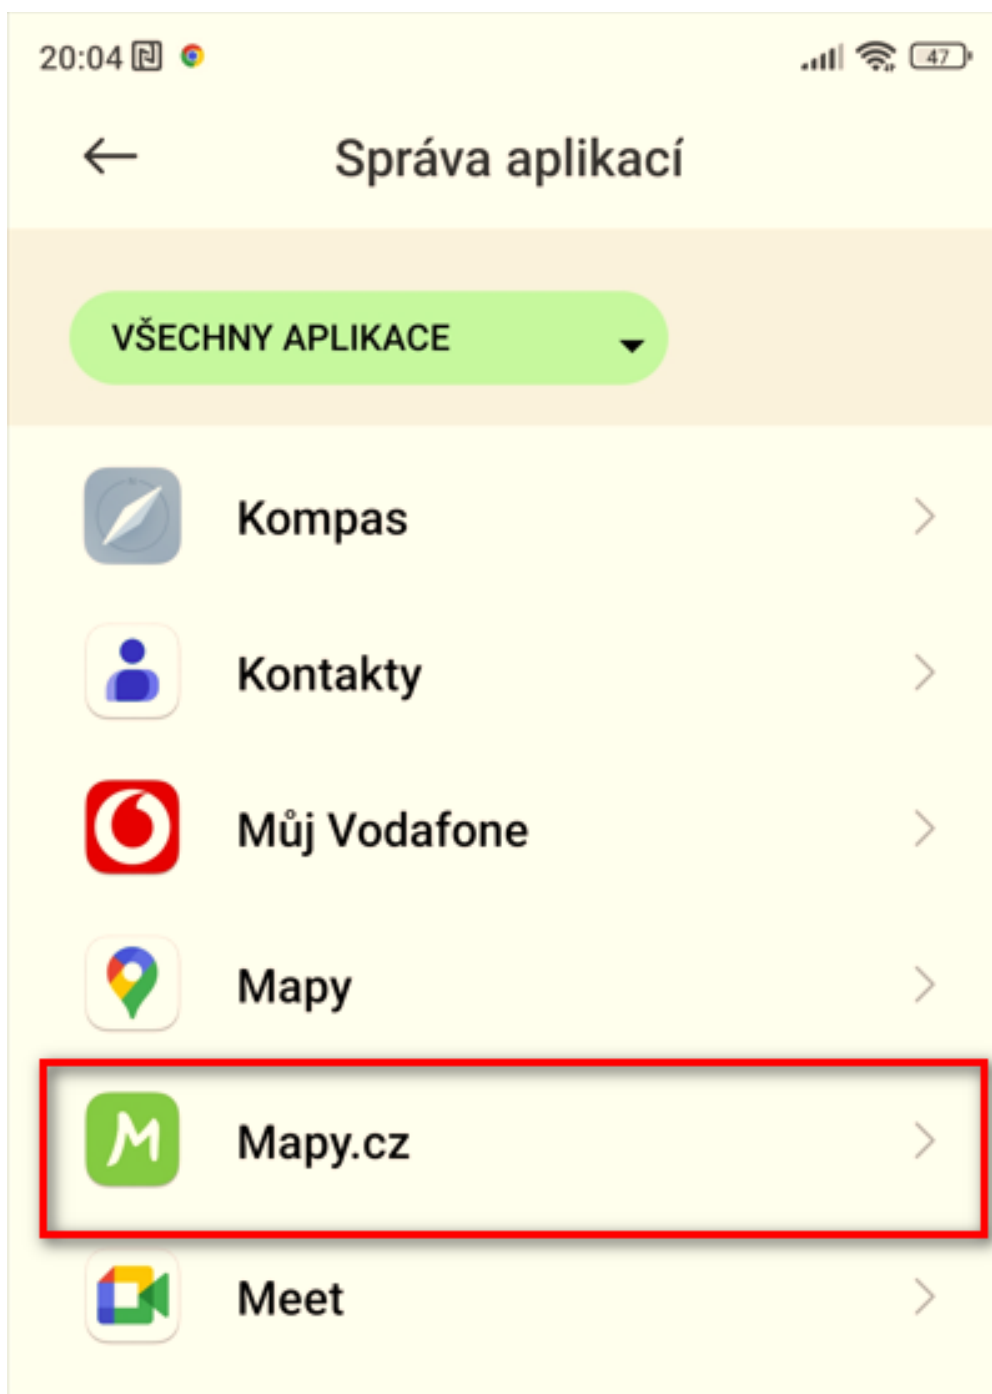 20:04 47
Správa aplikací
VŠECHNY APLIKACE
Kompas
Kontakty
Můj Vodafone
Mapy
Mapy.cz
Meet